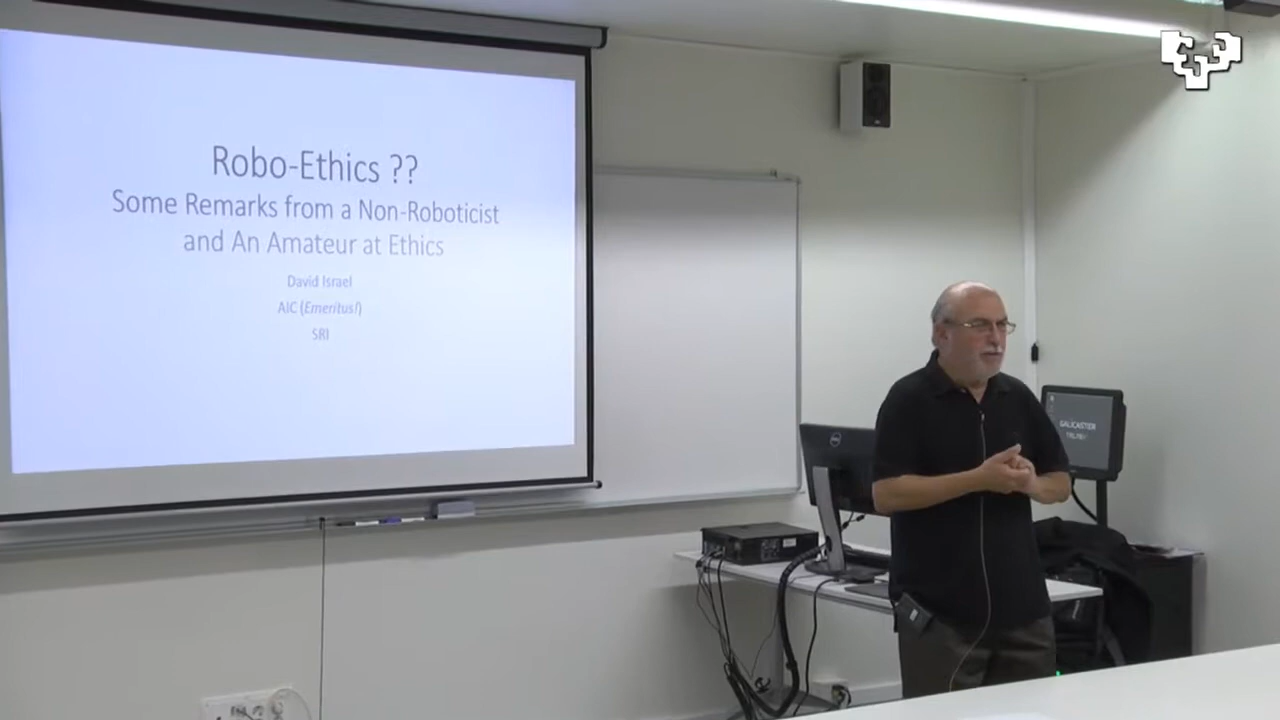 Robo-Ethics ??
Some Remarks from a Non-Roboticist
and An Amateur at Ethics
David Israel
AIC (Emeritus!)
SRI
GALICASTER